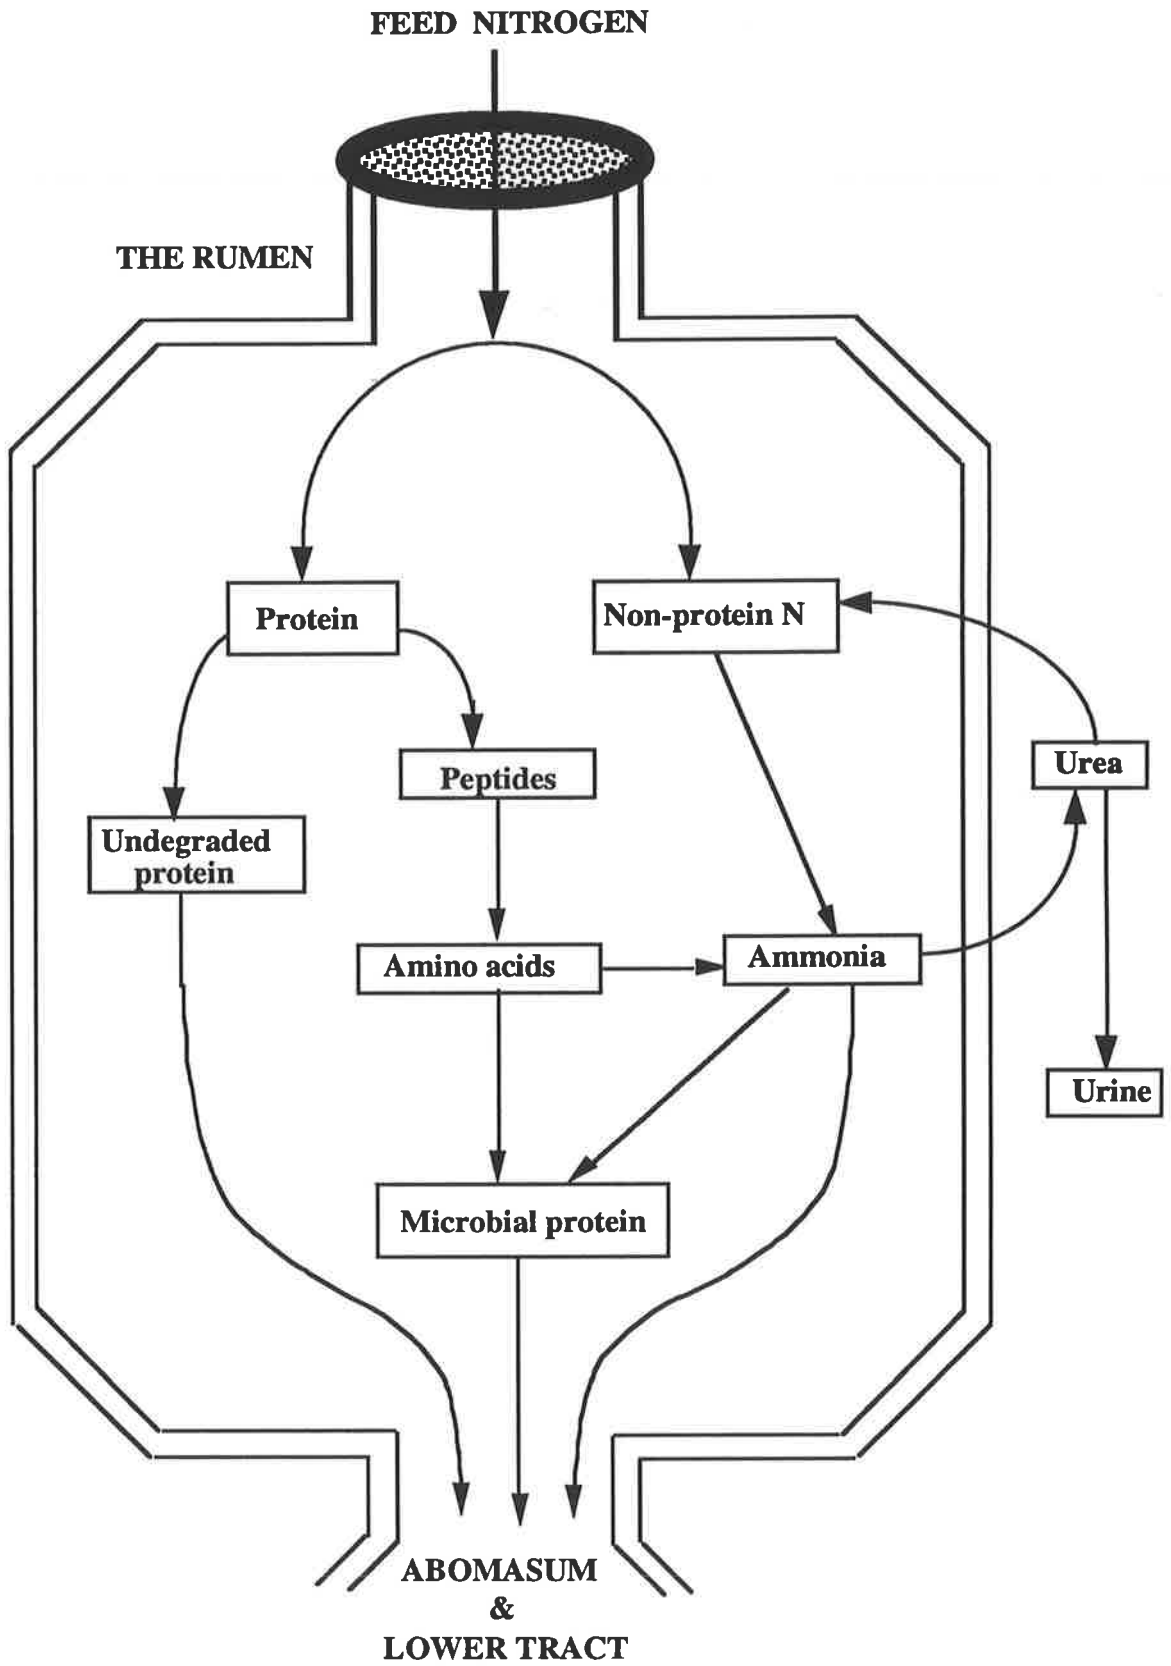 FEED NITROGEN
THE RUMEN
Protein
Non-protein N
Peptides
Urea
Undegraded
protein
Amino acids
Ammonia
Urine
Microbial protein
ABOMASUM
&
LOWER TRACT